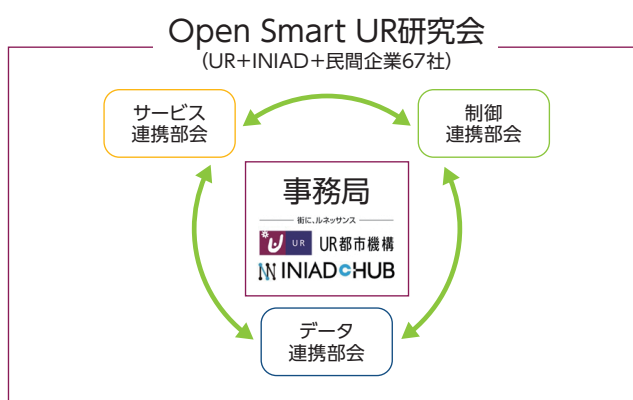 Open Smart UR研究会
(UR+INIAD+民間企業67社)
サービス
連携部会
制御
連携部会
事務局
街に、ルネッサンス
UR UR都市機構
INIAD cHUB
データ
連携部会